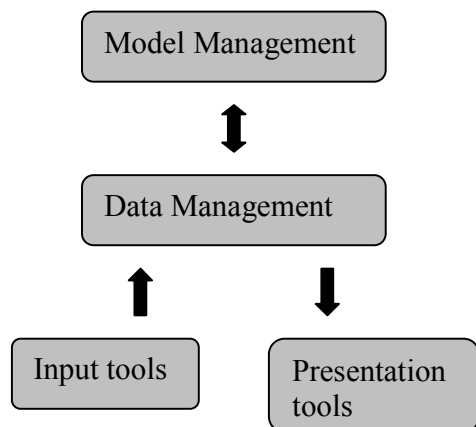 Model Management
Data Management
Input tools
Presentation
tools